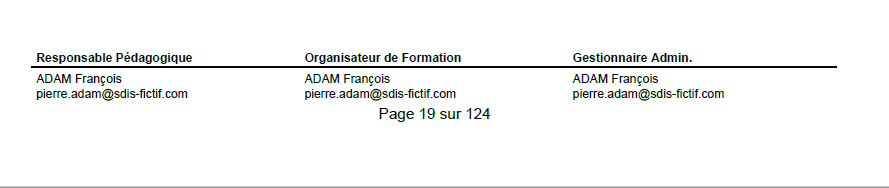 Responsable Pédagogique Organisateur de Formation Gestionnaire Admin.
ADAM François ADAM François ADAM François
pierre.adam@sdis-fictif.com pierre.adam@sdis-fictif.com pierre.adam@sdis-fictif.com
Page 19 sur 124